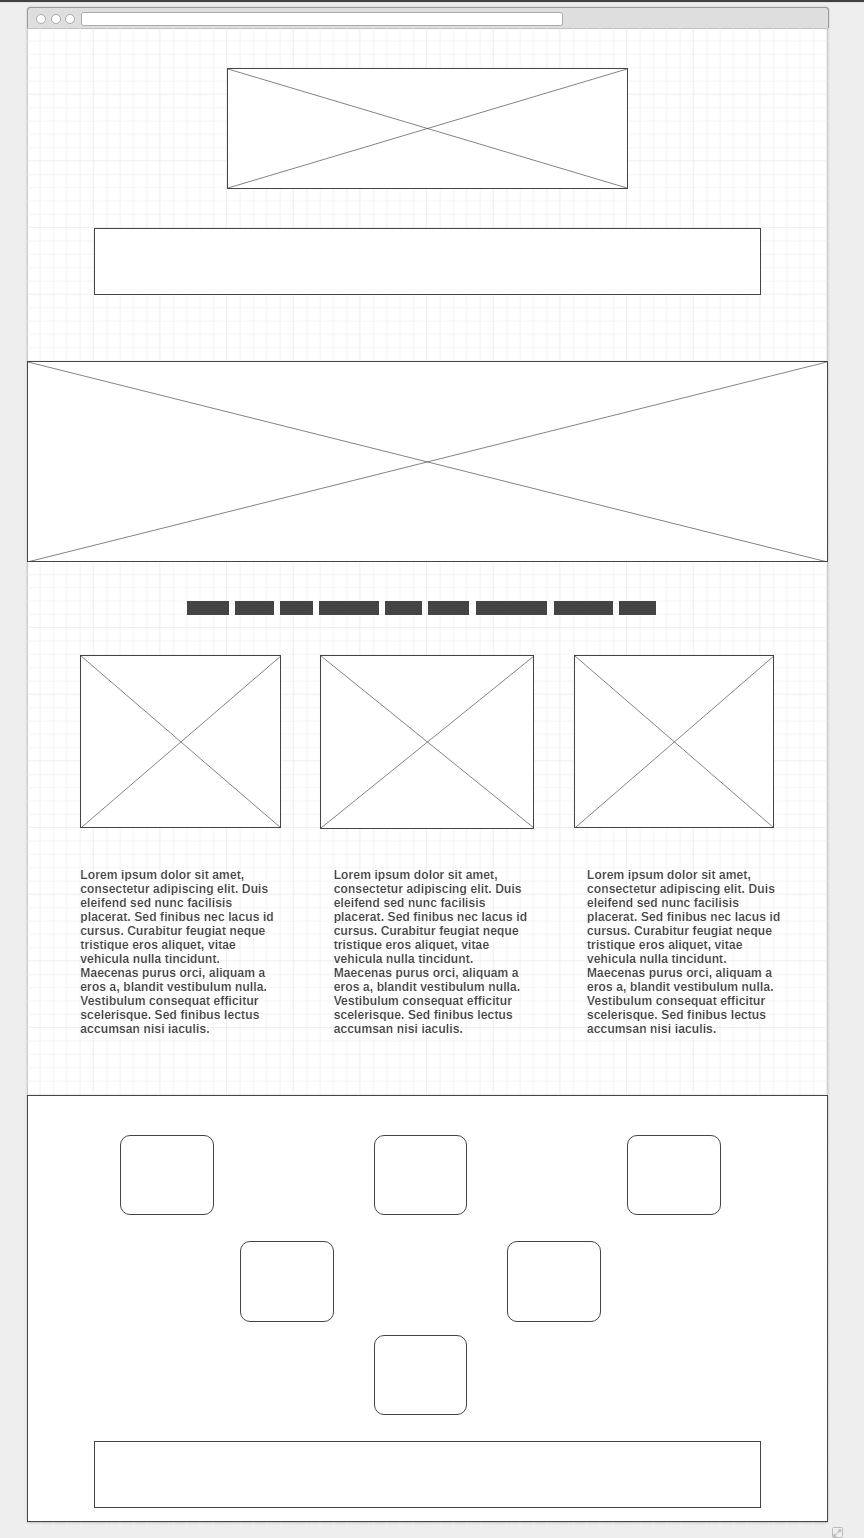 Lorem ipsum dolor sit amet,
consectetur adipiscing elit. Duis
eleifend sed nunc facilisis
placerat. Sed finibus nec lacus id
cursus. Curabitur feugiat neque
tristique eros aliquet, vitae
vehicula nulla tincidunt.
Maecenas purus orci, aliquam a
eros a, blandit vestibulum nulla.
Vestibulum consequat efficitur
scelerisque. Sed finibus lectus
accumsan nisi iaculis.
Lorem ipsum dolor sit amet,
consectetur adipiscing elit. Duis
eleifend sed nunc facilisis
placerat. Sed finibus nec lacus id
cursus. Curabitur feugiat neque
tristique eros aliquet, vitae
vehicula nulla tincidunt.
Maecenas purus orci, aliquam a
eros a, blandit vestibulum nulla.
Vestibulum consequat efficitur
scelerisque. Sed finibus lectus
accumsan nisi iaculis.
Lorem ipsum dolor sit amet,
consectetur adipiscing elit. Duis
eleifend sed nunc facilisis
placerat. Sed finibus nec lacus id
cursus. Curabitur feugiat neque
tristique eros aliquet, vitae
vehicula nulla tincidunt.
Maecenas purus orci, aliquam a
eros a, blandit vestibulum nulla.
Vestibulum consequat efficitur
scelerisque. Sed finibus lectus
accumsan nisi iaculis.